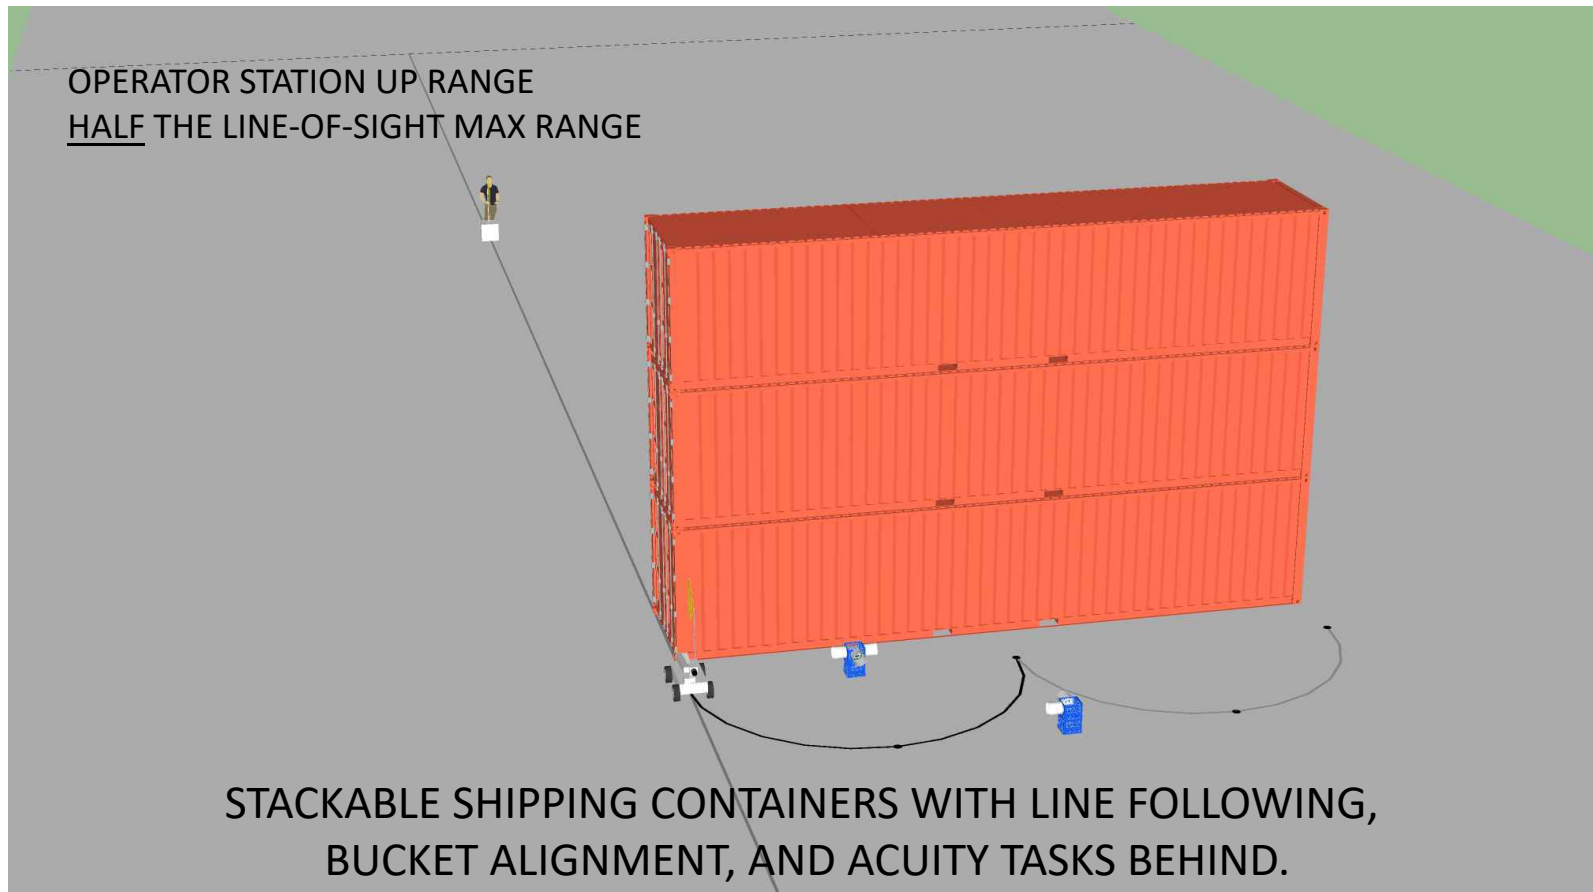 OPERATOR STATION UP RANGE
HALF THE LINE-OF-SIGHT MAX RANGE
STACKABLE SHIPPING CONTAINERS WITH LINE FOLLOWING,
BUCKET ALIGNMENT, AND ACUITY TASKS BEHIND.